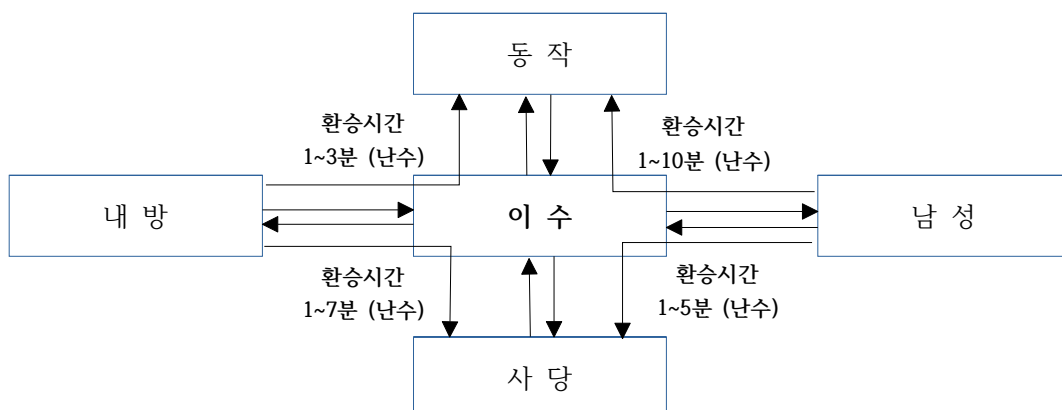 동 작
환승시간
1~3분 (난수)
환승시간
1~10분 (난수)
내 방
이 수
남 성
환승시간
1~7분 (난수)
환승시간
1~5분 (난수)
사 당